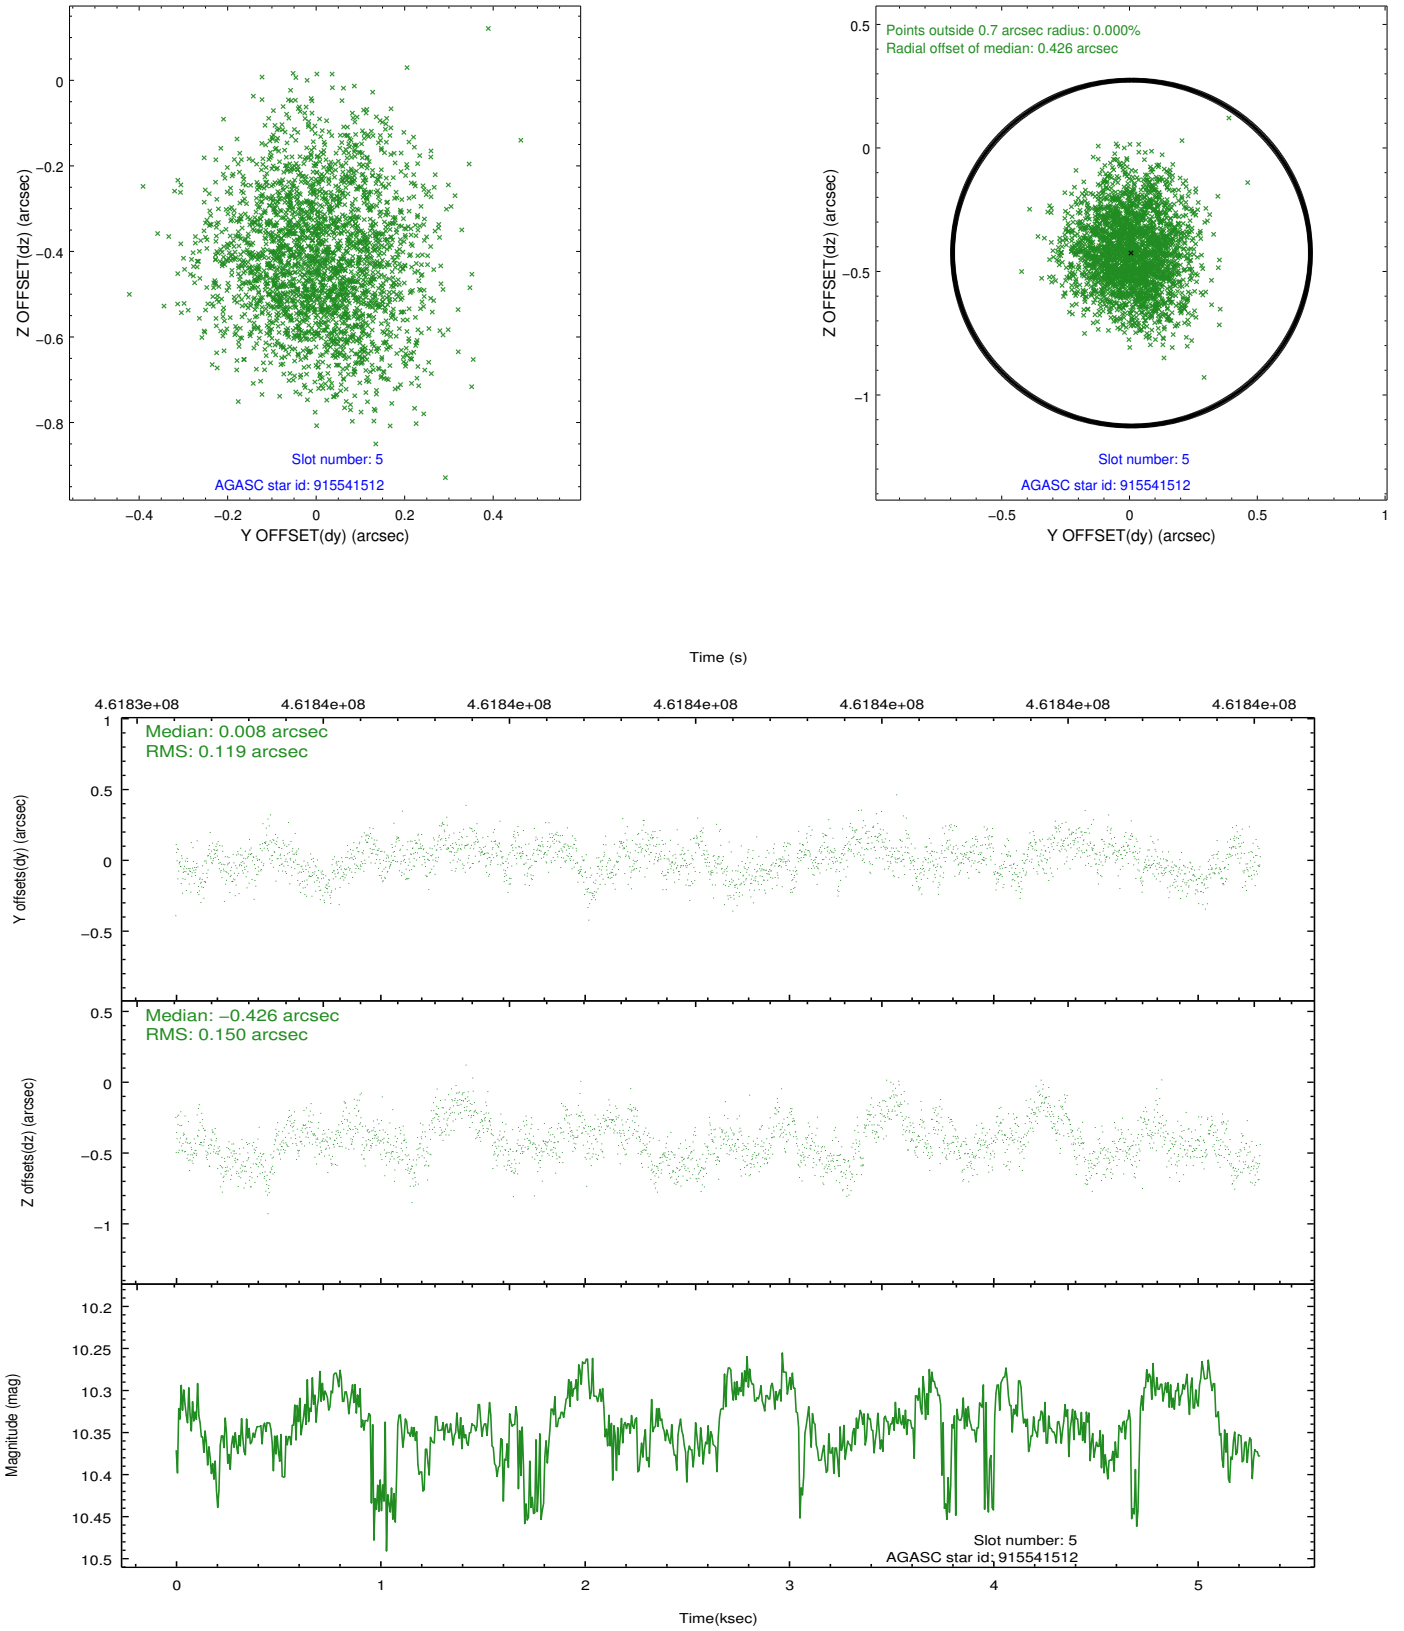 0
−0.2
−0.4
−0.6
−0.8
Z OFFSET(dz) (arcsec)
Slot number: 5
AGASC star id: 915541512
−0.4 −0.2 0 0.2 0.4
Y OFFSET(dy) (arcsec)
Points outside 0.7 arcsec radius: 0.000%
Radial offset of median: 0.426 arcsec
0.5
0
−0.5
−1
Z OFFSET(dz) (arcsec)
Slot number: 5
AGASC star id: 915541512
−0.5 0 0.5 1
Y OFFSET(dy) (arcsec)
Time (s)
4.6183e+08 4.6184e+08 4.6184e+08 4.6184e+08 4.6184e+08 4.6184e+08 4.6184e+08
Median: 0.008 arcsec
RMS: 0.119 arcsec
1
0.5
0
−0.5
Y offsets(dy) (arcsec)
Median: −0.426 arcsec
RMS: 0.150 arcsec
0.5
0
−0.5
−1
Z offsets(dz) (arcsec)
10.2
10.25
10.3
10.35
10.4
10.45
10.5
Magnitude (mag)
Slot number: 5
AGASC star id: 915541512
0 1 2 3 4 5
Time(ksec)